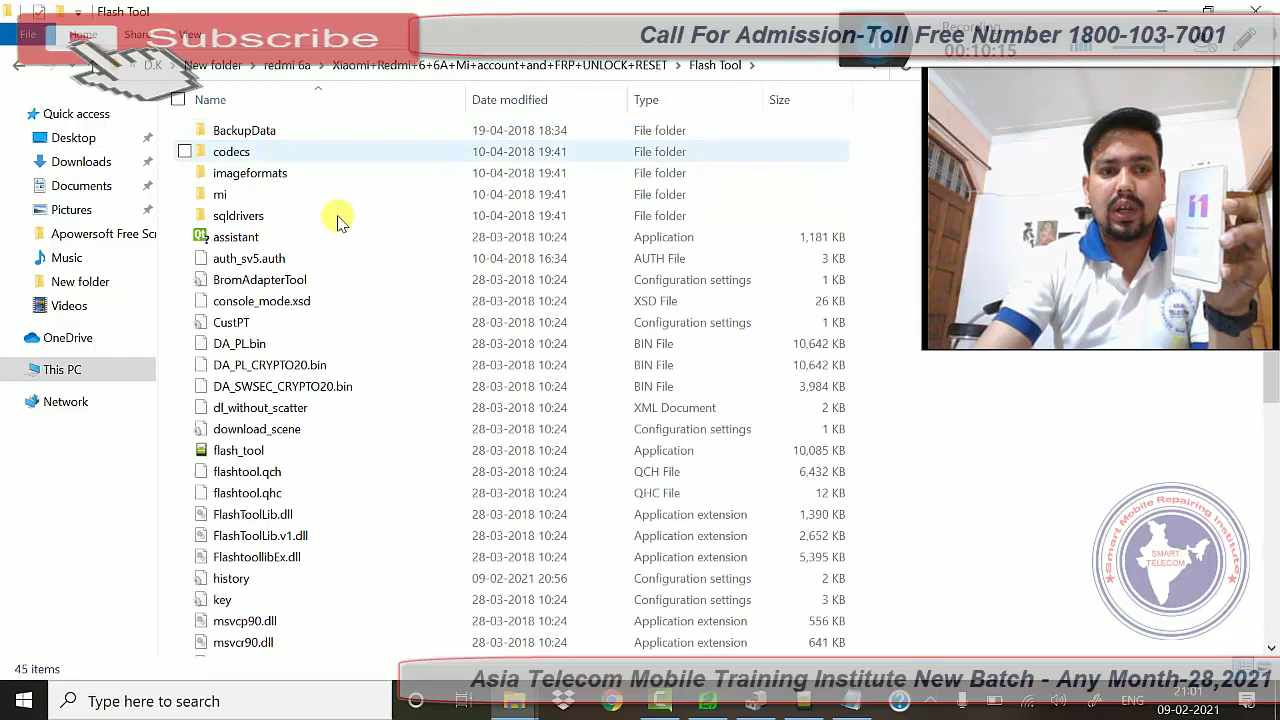 Flash Tool
Call For Admission-Toll Free Number 1800-103-7001
Recording
00:10:15
File Home Share View
Subscribe
D.K New folder redmi 6a Xiaomi+Redmi+6+6A+Mi+account+and+FRP+UNLOCK+RESET Flash Tool
Name Date modified Type Size
Quick access
Desktop
Downloads
Documents
Pictures
Apowersoft Free Scr
Music
New folder
Videos
OneDrive
This PC
Network
BackupData 19-04-2018 18:34 File folder
codecs 10-04-2018 19:41 File folder
imageformats 10-04-2018 19:41 File folder
mi 10-04-2018 19:41 File folder
sqldrivers 10-04-2018 19:41 File folder
assistant 28-03-2018 10:24 Application 1,181 KB
auth_sv5.auth 10-04-2018 16:34 AUTH File 3 KB
BromAdapterTool 28-03-2018 10:24 Configuration settings 1 KB
console_mode.xsd 28-03-2018 10:24 XSD File 26 KB
CustPT 28-03-2018 10:24 Configuration settings 1 KB
DA_PL.bin 28-03-2018 10:24 BIN File 10,642 KB
DA_PL_CRYPTO20.bin 28-03-2018 10:24 BIN File 10,642 KB
DA_SWSEC_CRYPTO20.bin 28-03-2018 10:24 BIN File 3,984 KB
dl_without_scatter 28-03-2018 10:24 XML Document 2 KB
download_scene 28-03-2018 10:24 Configuration settings 1 KB
flash_tool 28-03-2018 10:24 Application 10,085 KB
flashtool.qch 28-03-2018 10:24 QCH File 6,432 KB
flashtool.qhc 28-03-2018 10:24 QHC File 12 KB
FlashToolLib.dll 28-03-2018 10:24 Application extension 1,390 KB
FlashToolLib.v1.dll 28-03-2018 10:24 Application extension 2,652 KB
FlashtoollibEx.dll 28-03-2018 10:24 Application extension 5,395 KB
history 09-02-2021 20:56 Configuration settings 2 KB
key 28-03-2018 10:24 Configuration settings 3 KB
msvcp90.dll 28-03-2018 10:24 Application extension 556 KB
msvcr90.dll 28-03-2018 10:24 Application extension 641 KB
Smart Mobile Repairing Institute
SMART
TELECOM
45 items
Asia Telecom Mobile Training Institute New Batch - Any Month-28,2021
Type here to search
ENG
21:01
09-02-2021